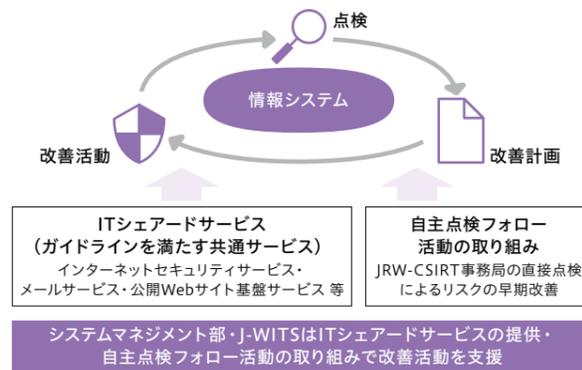 点検
情報システム
改善活動
改善計画
ITシェアードサービス
（ガイドラインを満たす共通サービス）
インターネットセキュリティサービス・
メールサービス・公開Webサイト基盤サービス 等
自主点検フォロー
活動の取り組み
JRW-CSIRT事務局の直接点検
によるリスクの早期改善
システムマネジメント部・J-WITSはITシェアードサービスの提供・
自主点検フォロー活動の取り組みで改善活動を支援